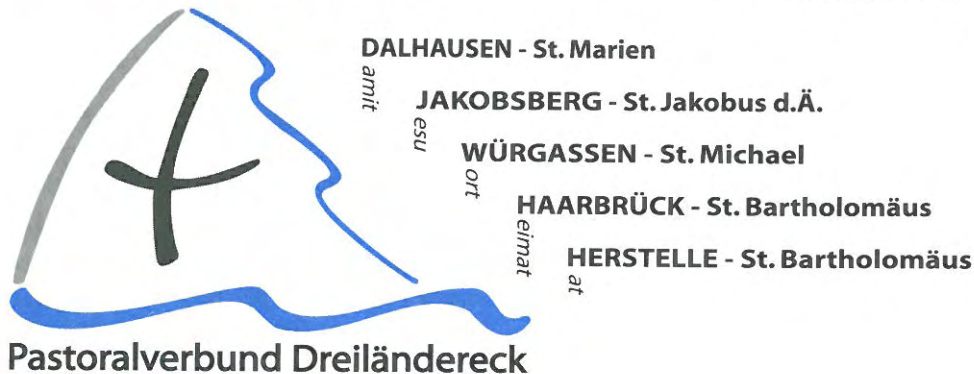 DALHAUSEN - St. Marien
amit
JAKOBSBERG - St. Jakobus d.Ä.
esu
WÜRGASSEN - St. Michael
ort
HAARBRÜCK - St. Bartholomäus
eimat
HERSTELLE - St. Bartholomäus
at
Pastoralverbund Dreiländereck